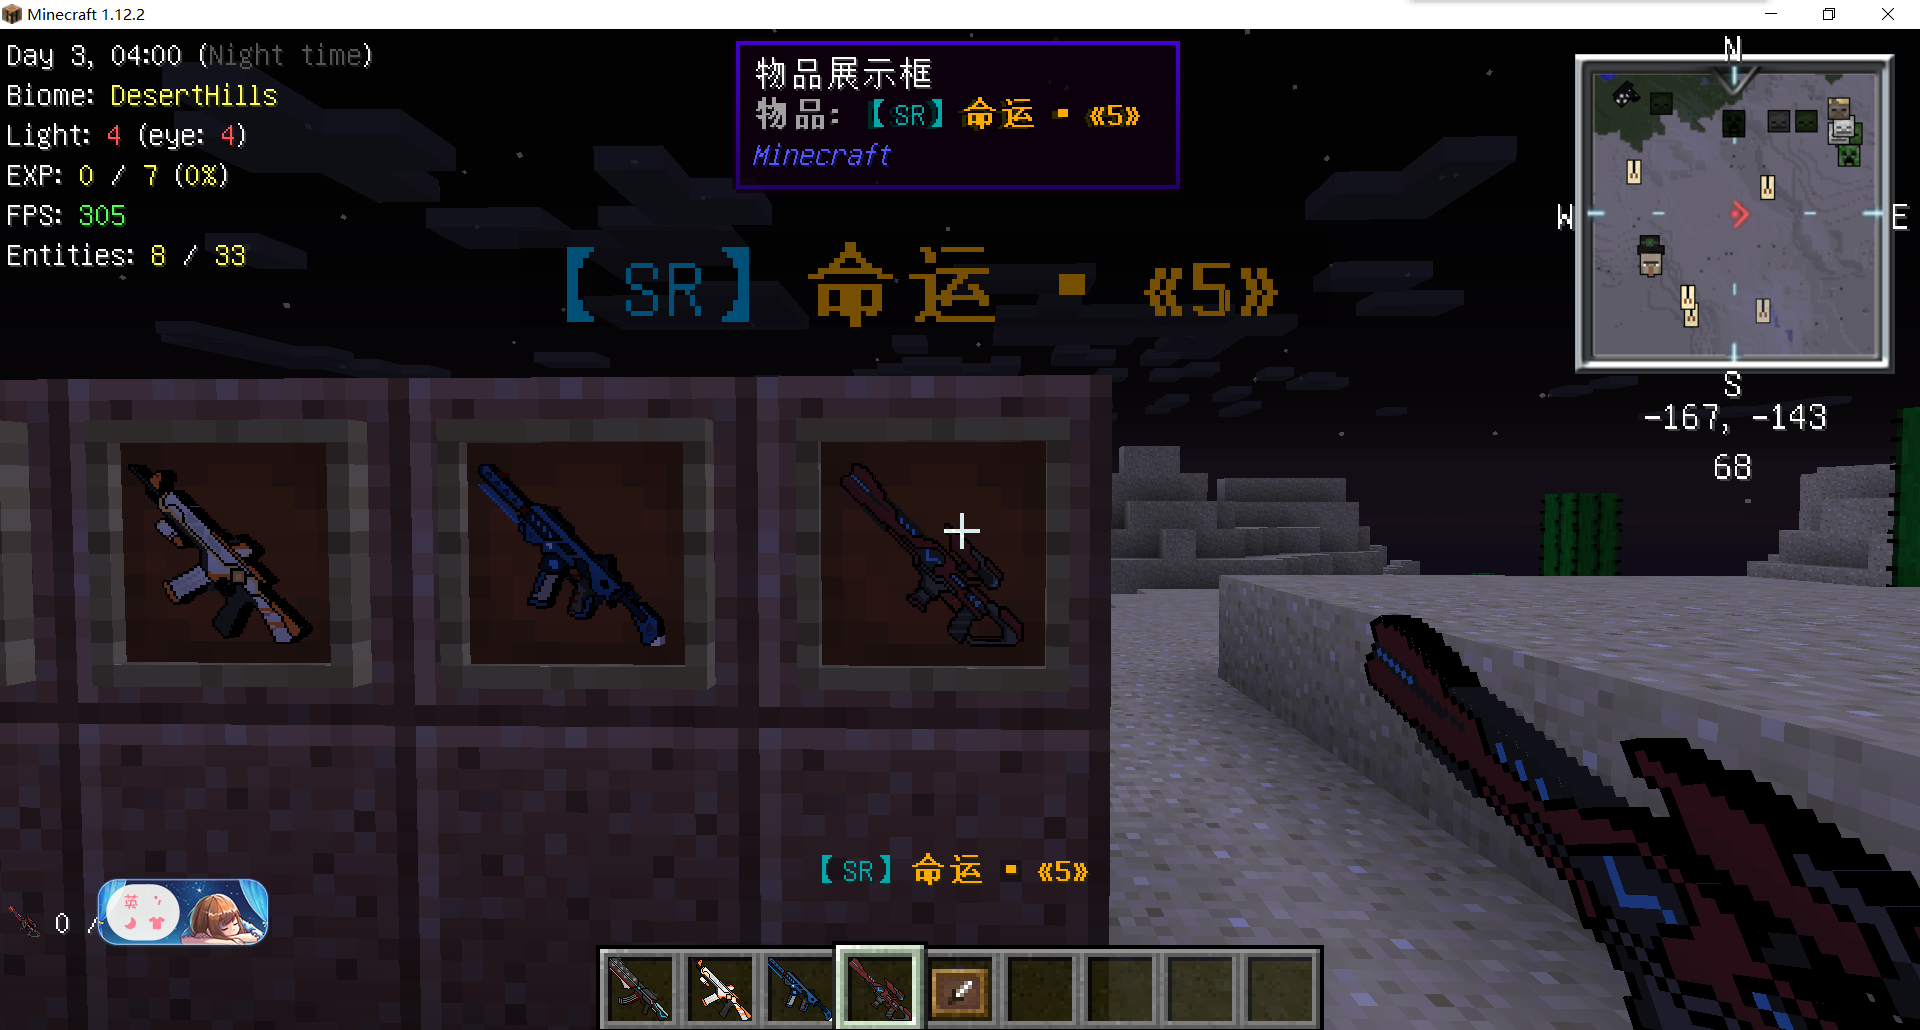 Minecraft 1.12.2
Day 3, 04:00 (Night time)
Biome: DesertHills
Light: 4 (eye: 4)
EXP: 0 / 7 (0%)
FPS: 305
Entities: 8 / 33
物品展示框
物品: 【SR】 命运 · 《5》
Minecraft
N
W
E
S
-167, -143
68
【SR】 命运 · 《5》
【SR】 命运 · 《5》
0 /
英